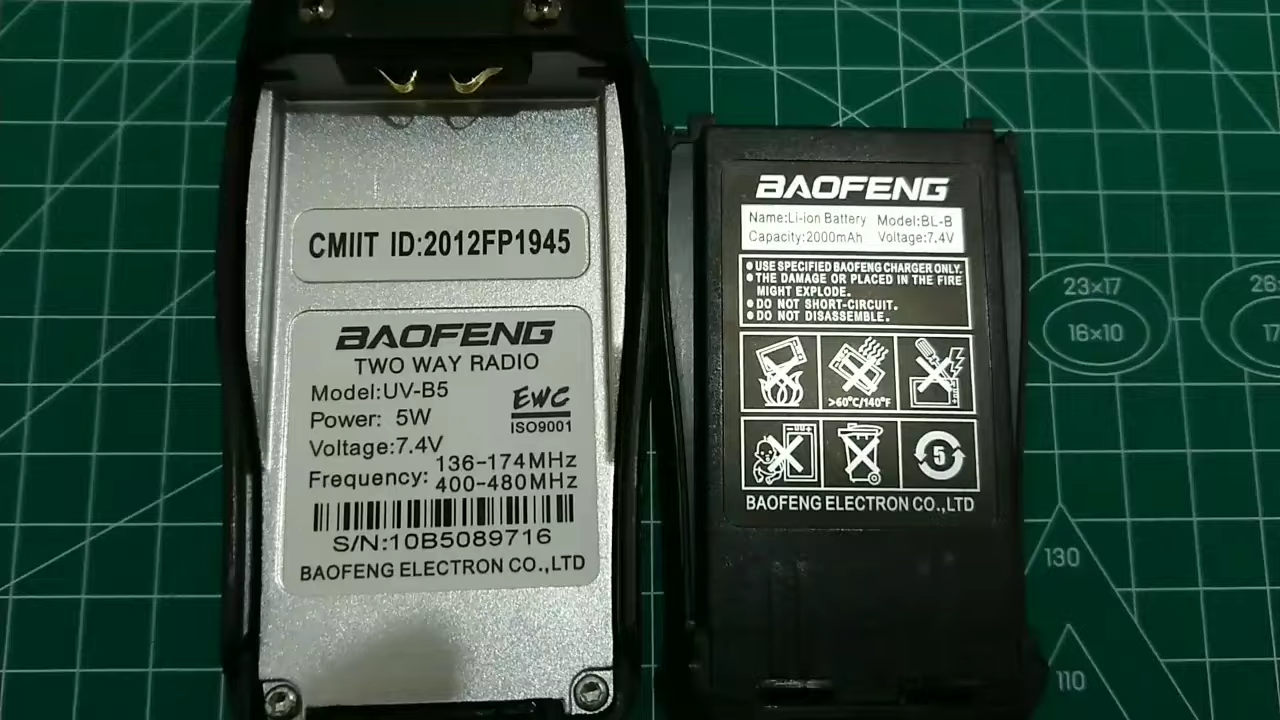 CMIIT ID:2012FP1945
BAOFENG
TWO WAY RADIO
Model:UV-B5
Power: 5W
EWC
ISO9001
Voltage:7.4V
Frequency: 136-174MHz
400-480MHz
S/N:10B5089716
BAOFENG ELECTRON CO.,LTD
BAOFENG
Name:Li-ion Battery Model:BL-B
Capacity:2000mAh Voltage:7.4V
• USE SPECIFIED BAOFENG CHARGER ONLY.
• THE DAMAGE OR PLACED IN THE FIRE
MIGHT EXPLODE.
• DO NOT SHORT-CIRCUIT.
• DO NOT DISASSEMBLE.
>60°C/140°F
5
BAOFENG ELECTRON CO.,LTD
23×17
16×10
26
17
130
110